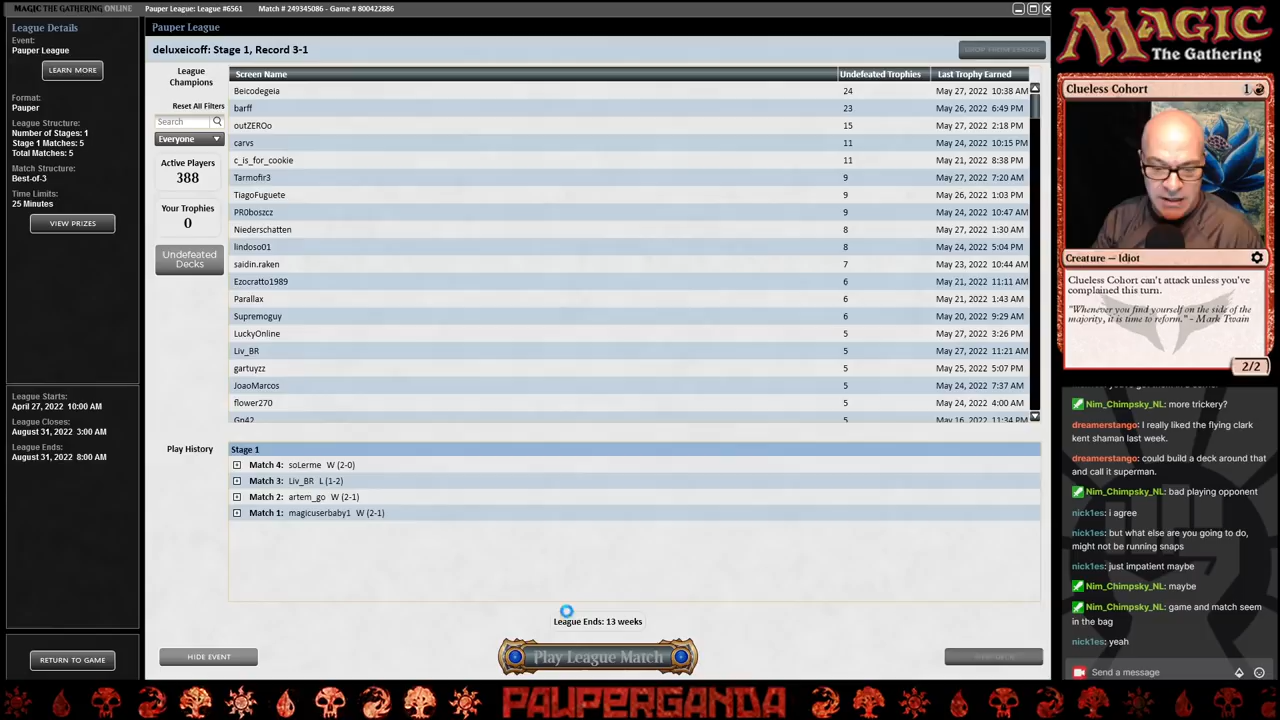 MAGIC THE GATHERING ONLINE
Pauper League: League #6561
Match # 249345086 - Game # 800422886
League Details
Event:
Pauper League
LEARN MORE
Format:
Pauper
League Structure:
Number of Stages: 1
Stage 1 Matches: 5
Total Matches: 5
Match Structure:
Best-of-3
Time Limits:
25 Minutes
VIEW PRIZES
League Starts:
April 27, 2022 10:00 AM
League Closes:
August 31, 2022 3:00 AM
League Ends:
August 31, 2022 8:00 AM
RETURN TO GAME
Pauper League
deluxeicoff: Stage 1, Record 3-1
League
Champions
Reset All Filters
Search
Everyone
Active Players
388
Your Trophies
0
Undefeated
Decks
Screen Name Undefeated Trophies Last Trophy Earned
Beicodegeia 24 May 27, 2022 10:38 AM
barff 23 May 26, 2022 6:49 PM
outZEROo 15 May 27, 2022 2:18 PM
carvs 11 May 24, 2022 10:15 PM
c_is_for_cookie 11 May 21, 2022 8:38 PM
Tarmofir3 9 May 27, 2022 7:20 AM
TiagoFuguete 9 May 26, 2022 1:03 PM
PR0boszcz 9 May 24, 2022 10:47 AM
Niederschatten 8 May 27, 2022 1:30 AM
lindoso01 8 May 24, 2022 5:04 PM
saidin.raken 7 May 23, 2022 10:44 AM
Ezocratto1989 6 May 21, 2022 11:11 AM
Parallax 6 May 21, 2022 1:43 AM
Supremoguy 6 May 20, 2022 9:29 AM
LuckyOnline 5 May 27, 2022 3:26 PM
Liv_BR 5 May 27, 2022 11:21 AM
gartuyzz 5 May 25, 2022 5:07 PM
JoaoMarcos 5 May 24, 2022 7:37 AM
flower270 5 May 24, 2022 4:00 AM
Gn42 5 May 16, 2022 11:34 PM
Play History
Stage 1
Match 4: soLerme W (2-0)
Match 3: Liv_BR L (1-2)
Match 2: artem_go W (2-1)
Match 1: magicuserbaby1 W (2-1)
League Ends: 13 weeks
HIDE EVENT
Play League Match
MAGIC
The Gathering
Clueless Cohort 1
Creature — Idiot
Clueless Cohort can't attack unless you've
complained this turn.
"Whenever you find yourself on the side of the
majority, it is time to reform." - Mark Twain
2/2
Nim_Chimpsky_NL: more trickery?
dreamerstango: I really liked the flying clark
kent shaman last week.
dreamerstango: could build a deck around that
and call it superman.
Nim_Chimpsky_NL: bad playing opponent
nick1es: i agree
nick1es: but what else are you going to do,
might not be running snaps
nick1es: just impatient maybe
Nim_Chimpsky_NL: maybe
Nim_Chimpsky_NL: game and match seem
in the bag
nick1es: yeah
Send a message
PAUPERGANDA